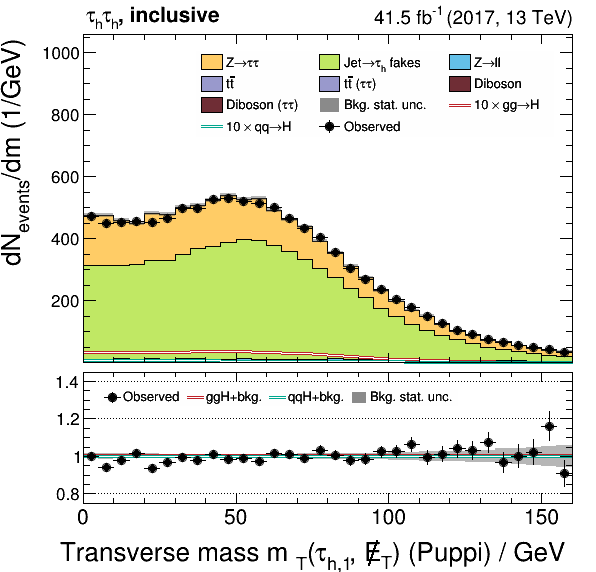 τhτh, inclusive 41.5 fb⁻¹ (2017, 13 TeV)
dNevents/dm (1/GeV)
1000
800
600
400
200
Z→ττ Jet→τh fakes Z→ll
tt̄ tt̄ (ττ) Diboson
Diboson (ττ) Bkg. stat. unc. 10 × gg→H
10 × qq→H Observed
1.4
1.2
1
0.8
Observed ggH+bkg. qqH+bkg. Bkg. stat. unc.
0 50 100 150
Transverse mass m T(τh,1, E̸T) (Puppi) / GeV